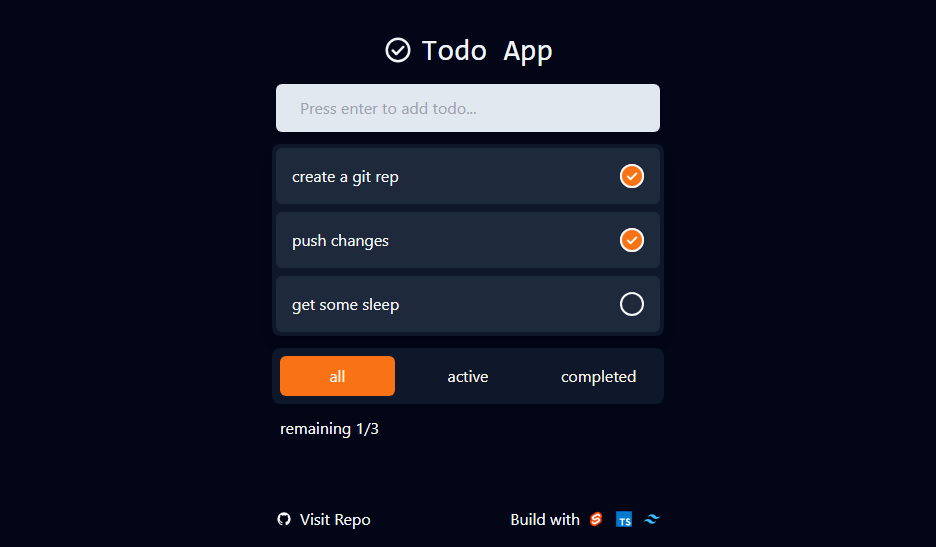 Todo App
Press enter to add todo...
create a git rep
push changes
get some sleep
all active completed
remaining 1/3
Visit Repo Build with TS